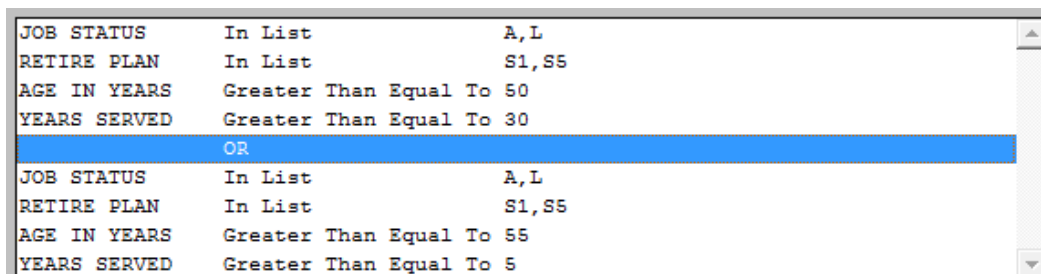 JOB STATUS In List A,L
RETIRE PLAN In List S1,S5
AGE IN YEARS Greater Than Equal To 50
YEARS SERVED Greater Than Equal To 30
OR
JOB STATUS In List A,L
RETIRE PLAN In List S1,S5
AGE IN YEARS Greater Than Equal To 55
YEARS SERVED Greater Than Equal To 5